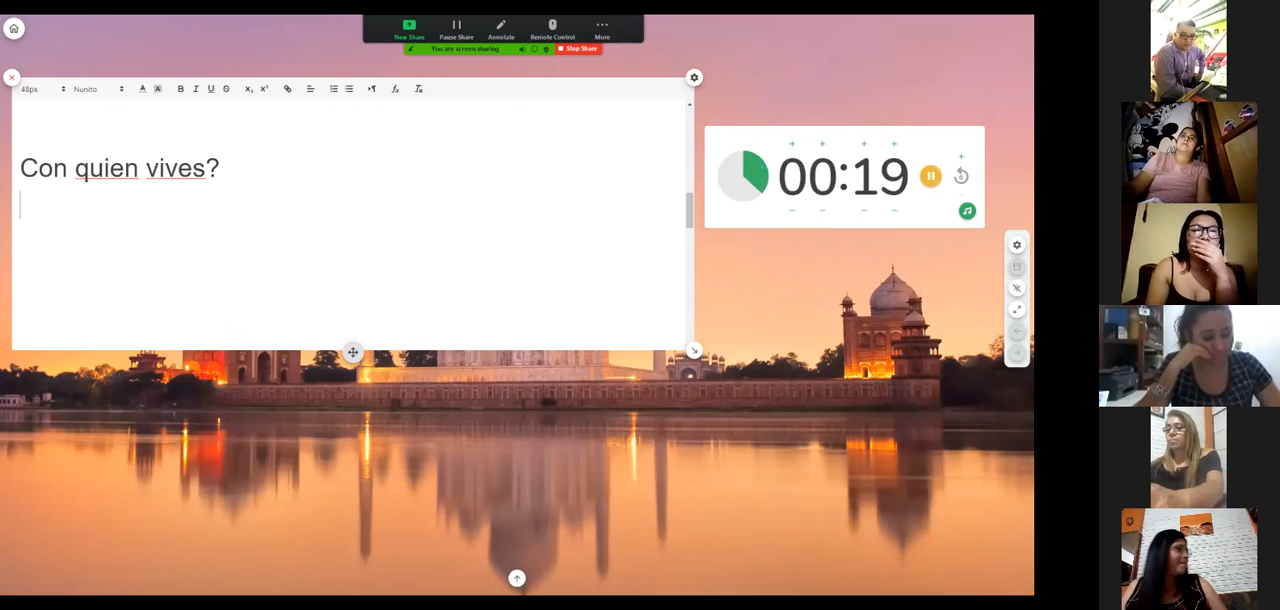 New Share Pause Share Annotate Remote Control More
You are screen sharing Stop Share
48px Nunito
Con quien vives?
00:19